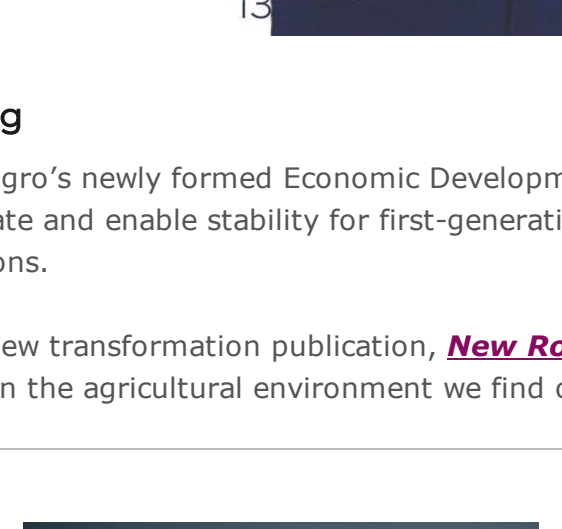 13
g
gro’s newly formed Economic Developm
ate and enable stability for first-generati
ons.
ew transformation publication, New Ro
n the agricultural environment we find o